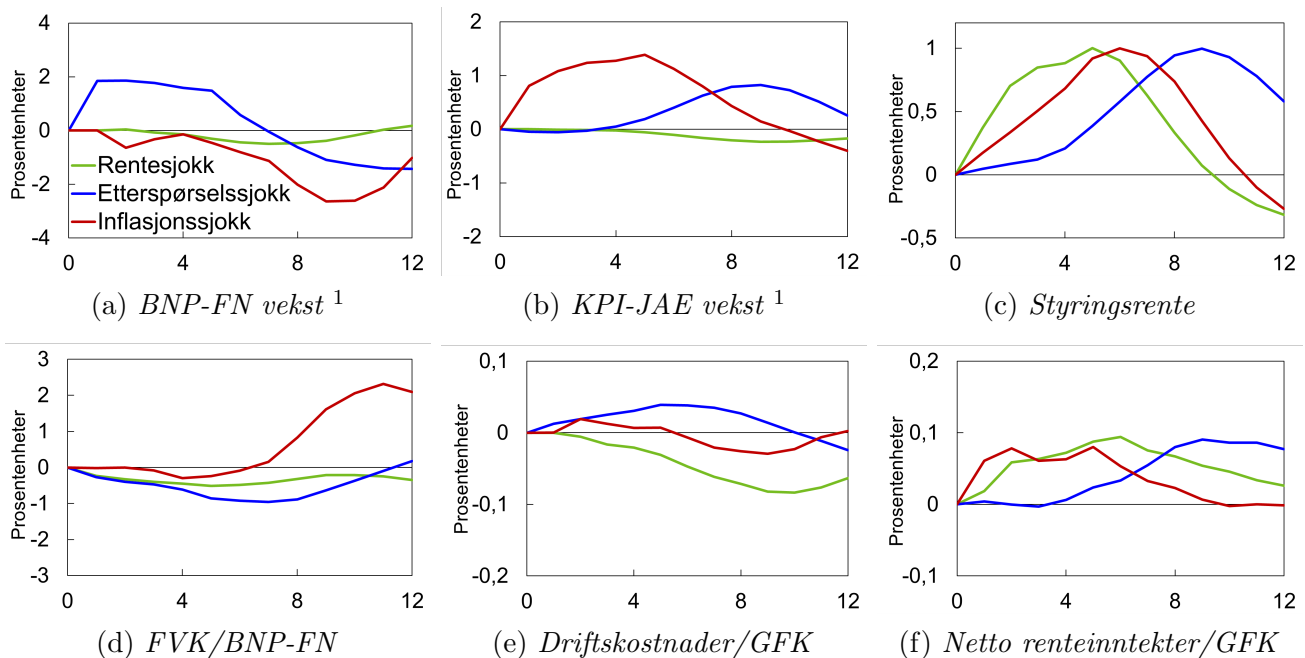 4
2
0
-2
-4
Prosentenheter
Rentesjokk
Etterspørselssjokk
Inflasjonssjokk
0 4 8 12
(a) BNP-FN vekst 1
2
1
0
-1
-2
Prosentenheter
0 4 8 12
(b) KPI-JAE vekst 1
1
0,5
0
-0,5
Prosentenheter
0 4 8 12
(c) Styringsrente
3
2
1
0
-1
-2
-3
Prosentenheter
0 4 8 12
(d) FVK/BNP-FN
0,1
0
-0,1
-0,2
Prosentenheter
0 4 8 12
(e) Driftskostnader/GFK
0,2
0,1
0
-0,1
Prosentenheter
0 4 8 12
(f) Netto renteinntekter/GFK